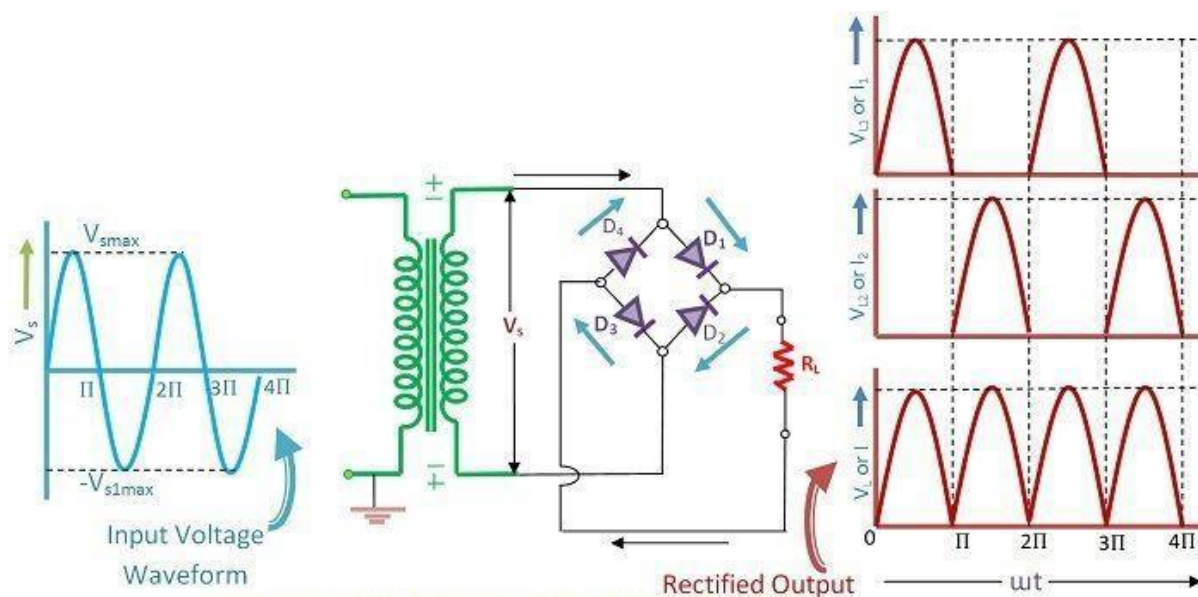 Vsmax
Vs
Π
2Π
3Π
4Π
-Vs1max
Input Voltage
Waveform
+
−
Vs
−
+
D4
D1
D3
D2
RL
Rectified Output
VL1 or I1
VL2 or I2
VL or I
0
Π
2Π
3Π
4Π
ωt